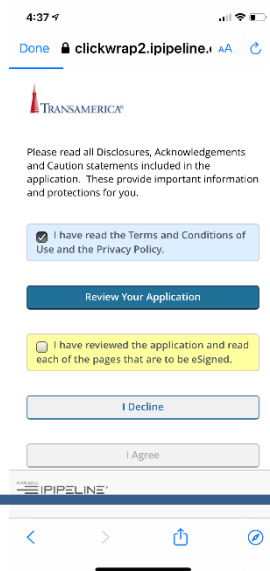 4:37
Done clickwrap2.ipipeline. AA
TRANSAMERICA®
Please read all Disclosures, Acknowledgements
and Caution statements included in the
application. These provide important information
and protections for you.
I have read the Terms and Conditions of
Use and the Privacy Policy.
Review Your Application
I have reviewed the application and read
each of the pages that are to be eSigned.
I Decline
I Agree
IPIPELINE®